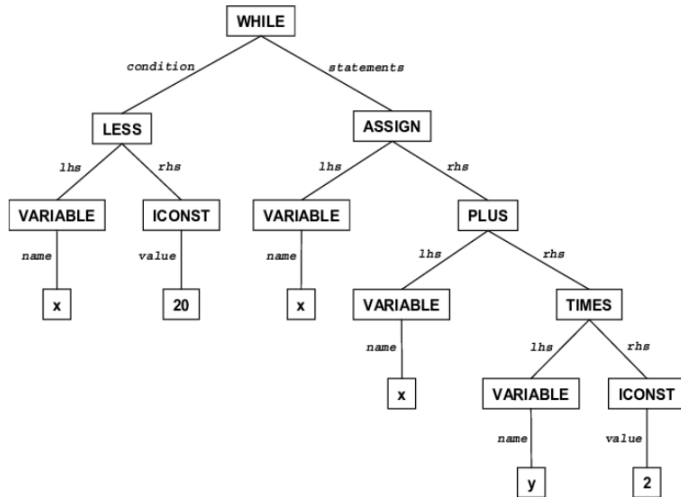 WHILE
condition statements
LESS ASSIGN
lhs rhs lhs rhs
VARIABLE ICONST VARIABLE PLUS
name value name lhs rhs
x 20 x VARIABLE TIMES
name lhs rhs
x VARIABLE ICONST
name value
y 2